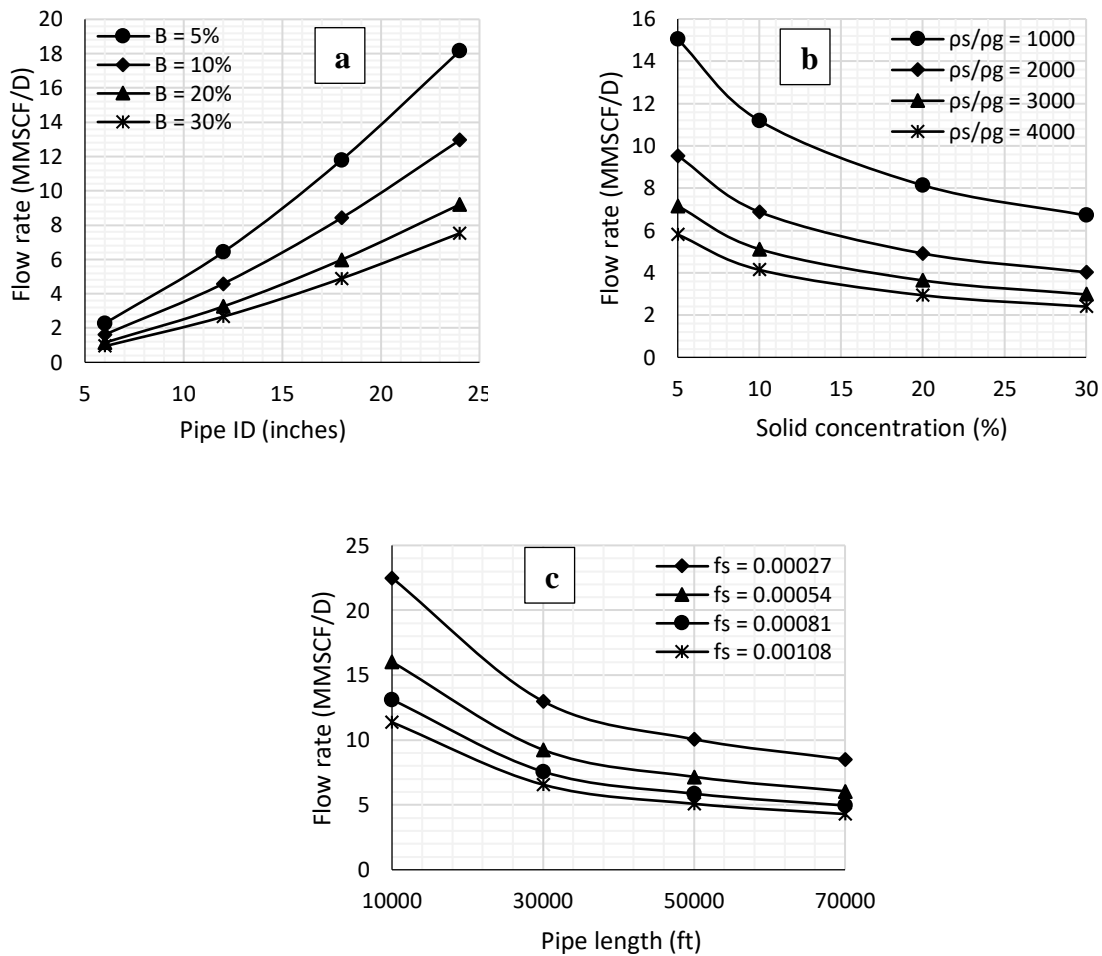 a
B = 5%
B = 10%
B = 20%
B = 30%
20
18
16
14
12
10
8
6
4
2
0
5
10
15
20
25
Flow rate (MMSCF/D)
Pipe ID (inches)
b
ρs/ρg = 1000
ρs/ρg = 2000
ρs/ρg = 3000
ρs/ρg = 4000
16
14
12
10
8
6
4
2
0
5
10
15
20
25
30
Flow rate (MMSCF/D)
Solid concentration (%)
c
fs = 0.00027
fs = 0.00054
fs = 0.00081
fs = 0.00108
25
20
15
10
5
0
10000
30000
50000
70000
Flow rate (MMSCF/D)
Pipe length (ft)